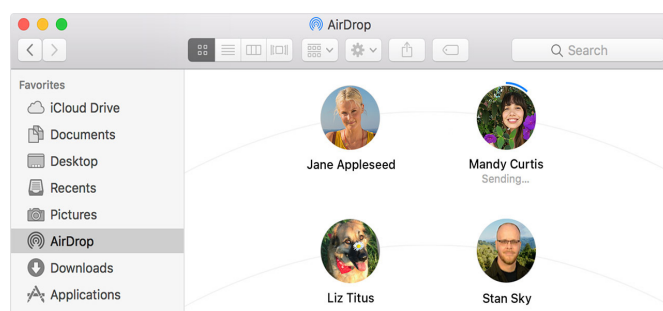 AirDrop
Search
Favorites
iCloud Drive
Documents
Desktop
Recents
Pictures
AirDrop
Downloads
Applications
Jane Appleseed
Mandy Curtis
Sending...
Liz Titus
Stan Sky